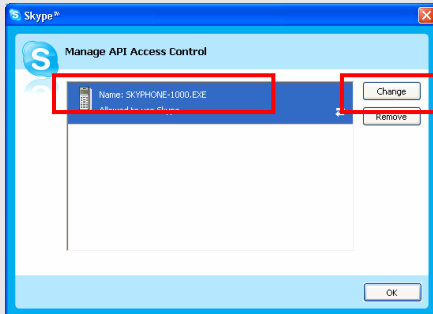 Skype™
Manage API Access Control
Name: SKYPHONE-1000.EXE
Allowed to use Skype
Change
Remove
OK